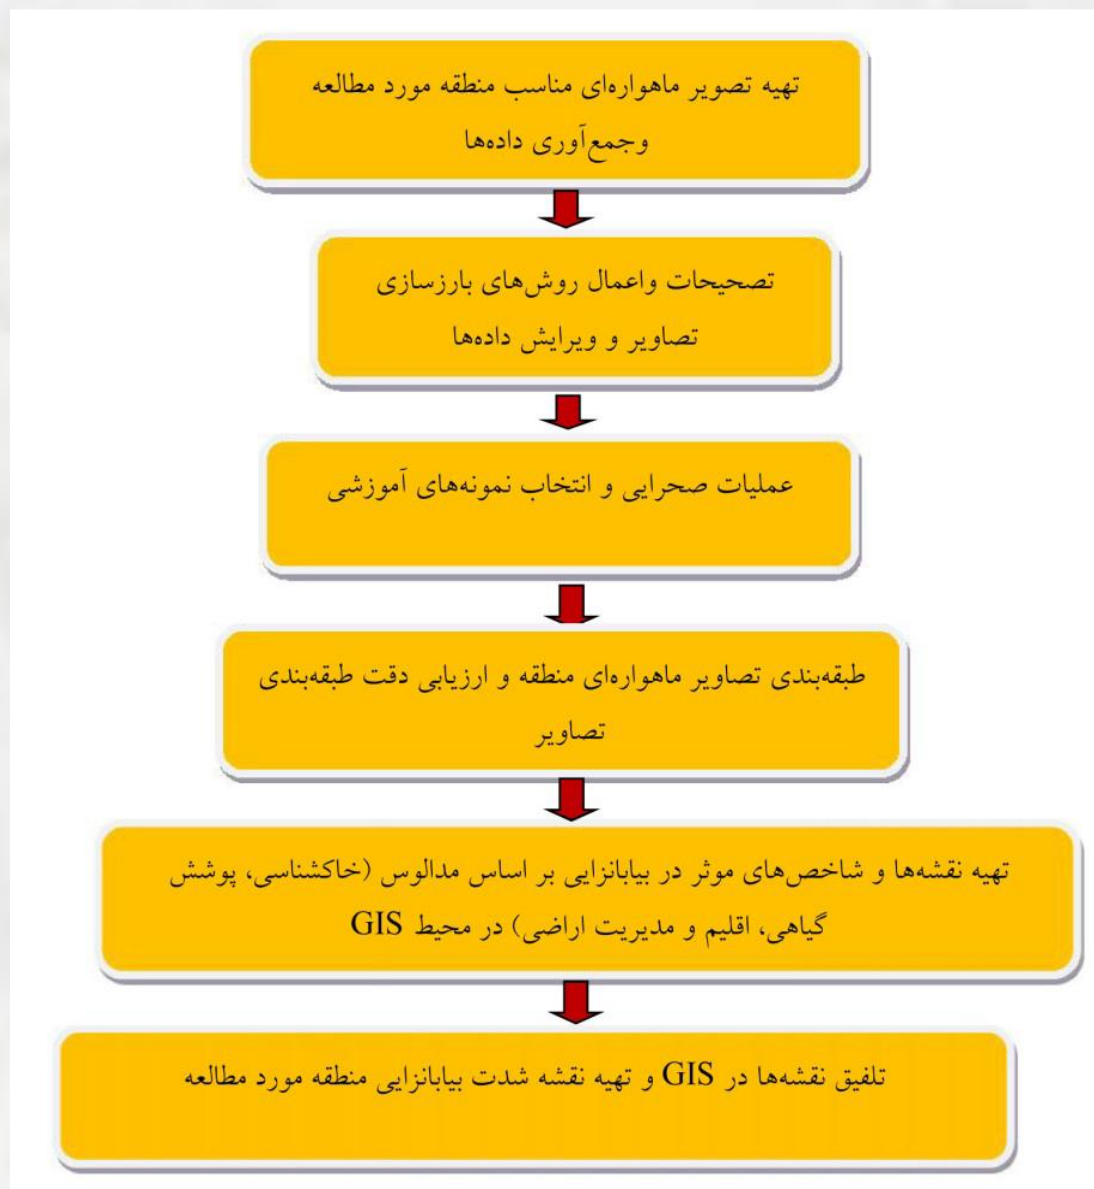 تهیه تصویر ماهواره‌ای مناسب منطقه مورد مطالعه
وجمع‌آوری داده‌ها
تصحیحات واعمال روش‌های بارزسازی
تصاویر و ویرایش داده‌ها
عملیات صحرایی و انتخاب نمونه‌های آموزشی
طبقه‌بندی تصاویر ماهواره‌ای منطقه و ارزیابی دقت طبقه‌بندی
تصاویر
تهیه نقشه‌ها و شاخص‌های موثر در بیابانزایی بر اساس مدالوس (خاکشناسی، پوشش
گیاهی، اقلیم و مدیریت اراضی) در محیط GIS
تلفیق نقشه‌ها در GIS و تهیه نقشه شدت بیابانزایی منطقه مورد مطالعه